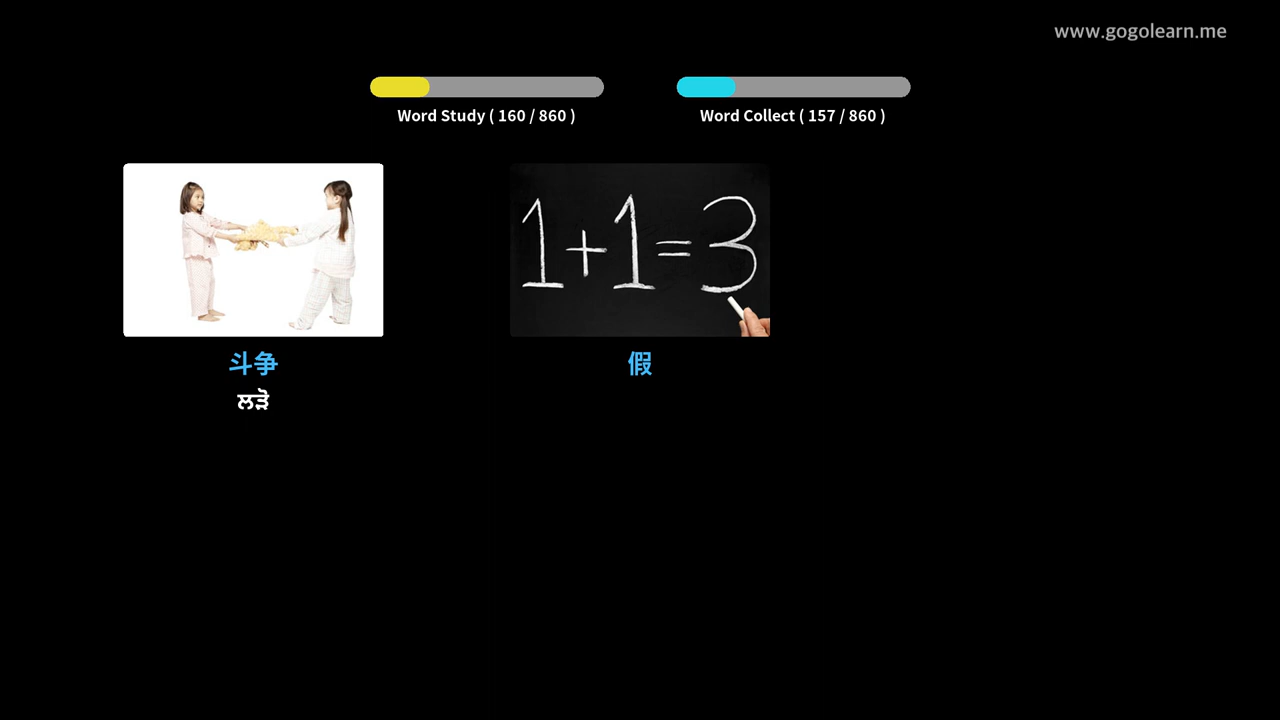 www.gogolearn.me
Word Study ( 160 / 860 )
Word Collect ( 157 / 860 )
1+1=3
斗争
假
ਲੜੋ